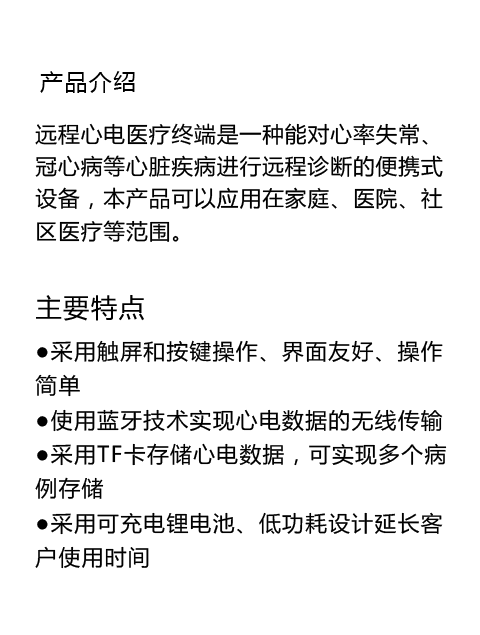 产品介绍
远程心电医疗终端是一种能对心率失常、
冠心病等心脏疾病进行远程诊断的便携式
设备，本产品可以应用在家庭、医院、社
区医疗等范围。
主要特点
●采用触屏和按键操作、界面友好、操作
简单
●使用蓝牙技术实现心电数据的无线传输
●采用TF卡存储心电数据，可实现多个病
例存储
●采用可充电锂电池、低功耗设计延长客
户使用时间